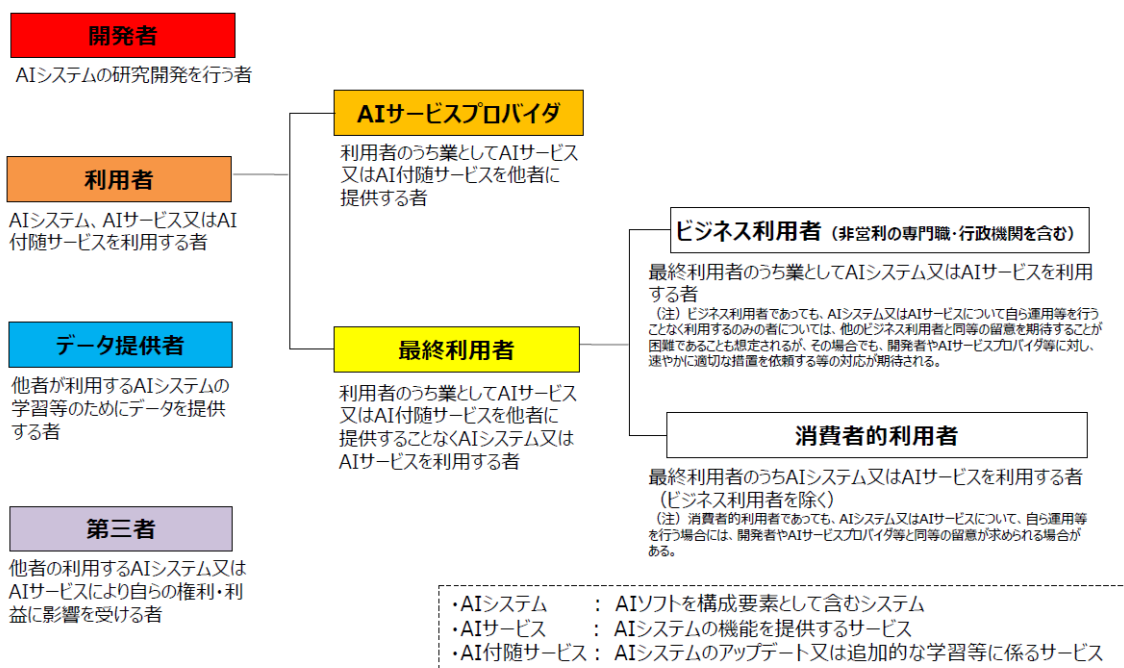 開発者
AIシステムの研究開発を行う者
利用者
AIシステム、AIサービス又はAI
付随サービスを利用する者
データ提供者
他者が利用するAIシステムの
学習等のためにデータを提供
する者
第三者
他者の利用するAIシステム又は
AIサービスにより自らの権利・利
益に影響を受ける者
AIサービスプロバイダ
利用者のうち業としてAIサービス
又はAI付随サービスを他者に
提供する者
最終利用者
利用者のうち業としてAIサービス
又はAI付随サービスを他者に
提供することなくAIシステム又は
AIサービスを利用する者
ビジネス利用者（非営利の専門職・行政機関を含む）
最終利用者のうち業としてAIシステム又はAIサービスを利用
する者
（注）ビジネス利用者であっても、AIシステム又はAIサービスについて自ら運用等を行う
ことなく利用するのみの者については、他のビジネス利用者と同等の留意を期待することが
困難であることも想定されるが、その場合でも、開発者やAIサービスプロバイダ等に対し、
速やかに適切な措置を依頼する等の対応が期待される。
消費者的利用者
最終利用者のうちAIシステム又はAIサービスを利用する者
（ビジネス利用者を除く）
（注）消費者的利用者であっても、AIシステム又はAIサービスについて、自ら運用等
を行う場合には、開発者やAIサービスプロバイダ等と同等の留意が求められる場合が
ある。
・AIシステム　　：　AIソフトを構成要素として含むシステム
・AIサービス　　：　AIシステムの機能を提供するサービス
・AI付随サービス：　AIシステムのアップデート又は追加的な学習等に係るサービス